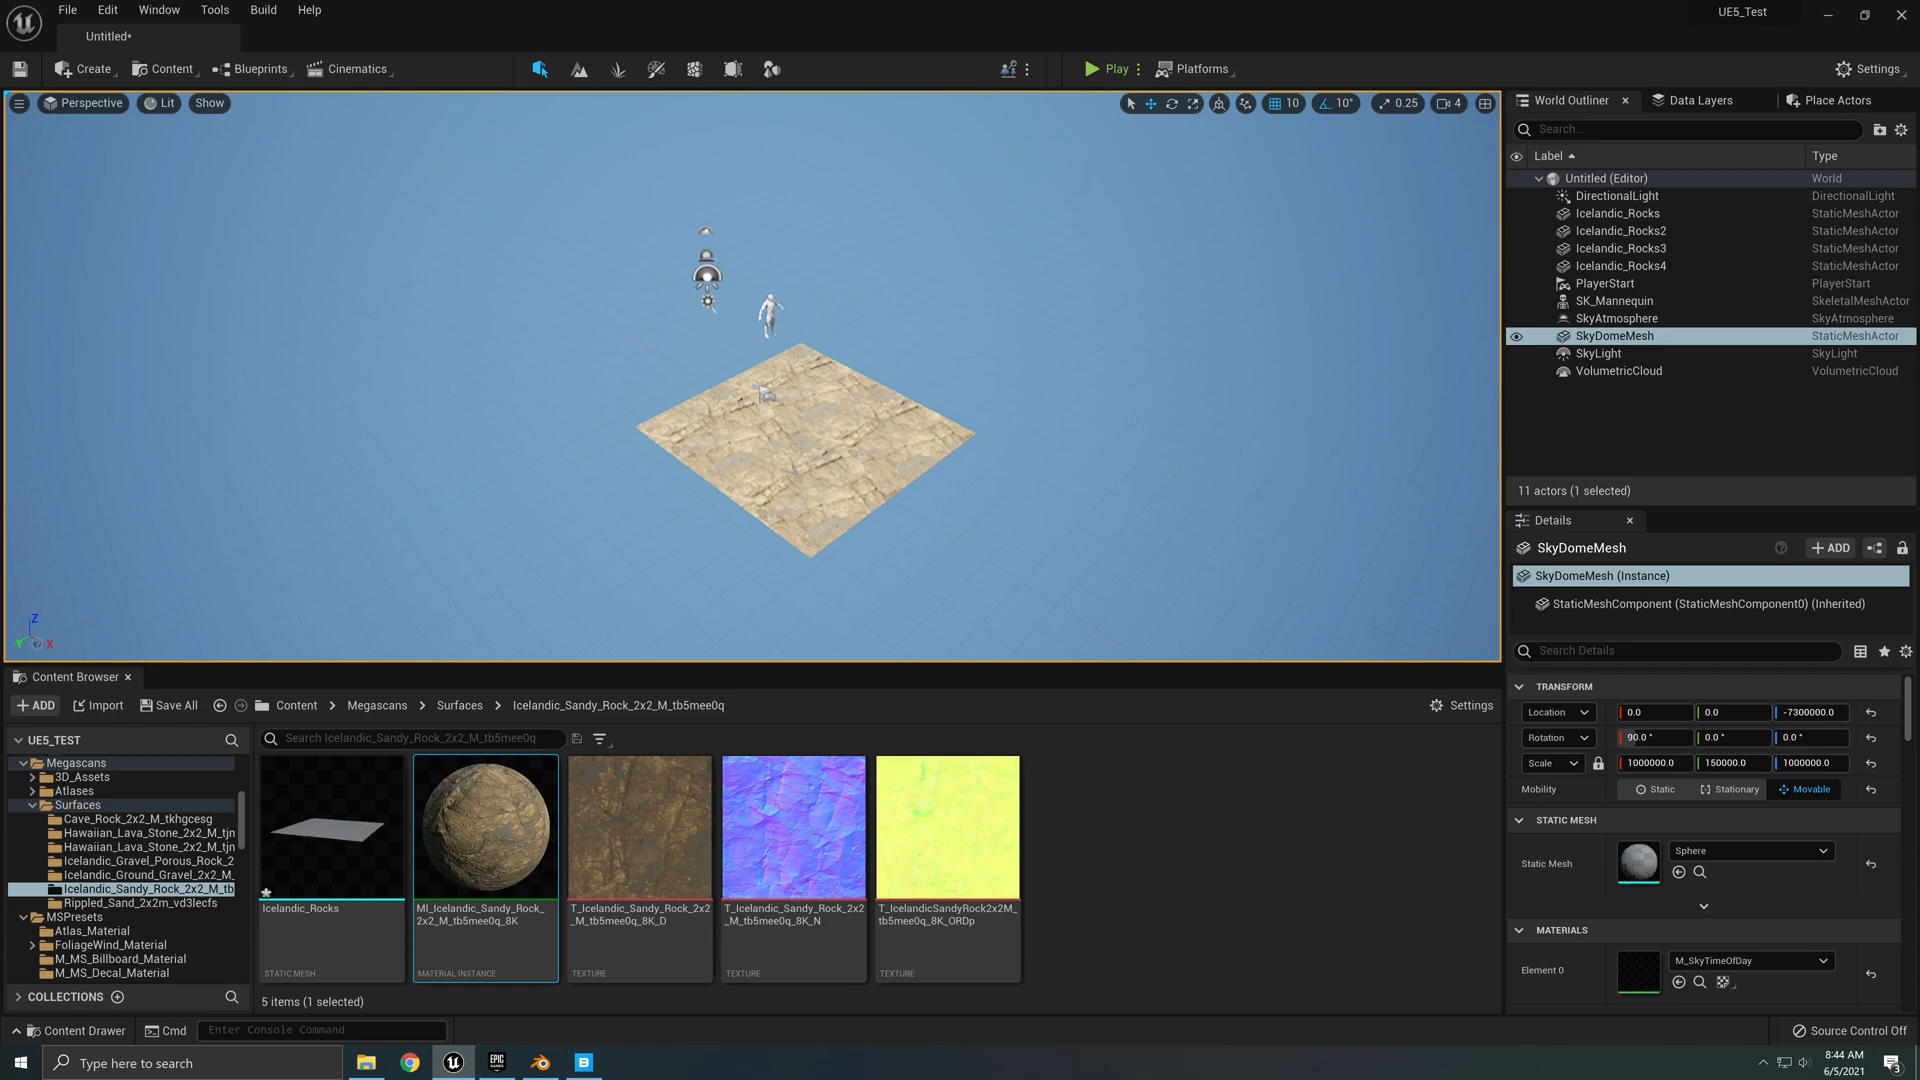 File Edit Window Tools Build Help
UE5_Test
Untitled*
Create Content Blueprints Cinematics Play Platforms Settings
Perspective Lit Show 10 10° 0.25 4
World Outliner Data Layers Place Actors
Search...
Label Type
Untitled (Editor) World
DirectionalLight DirectionalLight
Icelandic_Rocks StaticMeshActor
Icelandic_Rocks2 StaticMeshActor
Icelandic_Rocks3 StaticMeshActor
Icelandic_Rocks4 StaticMeshActor
PlayerStart PlayerStart
SK_Mannequin SkeletalMeshActor
SkyAtmosphere SkyAtmosphere
SkyDomeMesh StaticMeshActor
SkyLight SkyLight
VolumetricCloud VolumetricCloud
11 actors (1 selected)
Details
SkyDomeMesh ADD
SkyDomeMesh (Instance)
StaticMeshComponent (StaticMeshComponent0) (Inherited)
Search Details
TRANSFORM
Location 0.0 0.0 -7300000.0
Rotation 90.0 ° 0.0 ° 0.0 °
Scale 1000000.0 150000.0 1000000.0
Mobility Static Stationary Movable
STATIC MESH
Static Mesh Sphere
MATERIALS
Element 0 M_SkyTimeOfDay
Z
Y X
Content Browser
ADD Import Save All Content Megascans Surfaces Icelandic_Sandy_Rock_2x2_M_tb5mee0q Settings
UE5_TEST
Search Icelandic_Sandy_Rock_2x2_M_tb5mee0q
Megascans
3D_Assets
Atlases
Surfaces
Cave_Rock_2x2_M_tkhgcesg
Hawaiian_Lava_Stone_2x2_M_tjn
Hawaiian_Lava_Stone_2x2_M_tjn
Icelandic_Gravel_Porous_Rock_2
Icelandic_Ground_Gravel_2x2_M_
Icelandic_Sandy_Rock_2x2_M_tb
Rippled_Sand_2x2m_vd3lecfs
MSPresets
Atlas_Material
FoliageWind_Material
M_MS_Billboard_Material
M_MS_Decal_Material
COLLECTIONS
Icelandic_Rocks
STATIC MESH
MI_Icelandic_Sandy_Rock_
2x2_M_tb5mee0q_8K
MATERIAL INSTANCE
T_Icelandic_Sandy_Rock_2x2
_M_tb5mee0q_8K_D
TEXTURE
T_Icelandic_Sandy_Rock_2x2
_M_tb5mee0q_8K_N
TEXTURE
T_IcelandicSandyRock2x2M_
tb5mee0q_8K_ORDp
TEXTURE
5 items (1 selected)
Content Drawer Cmd Enter Console Command Source Control Off
Type here to search
EPIC
GAMES
8:44 AM
6/5/2021
3